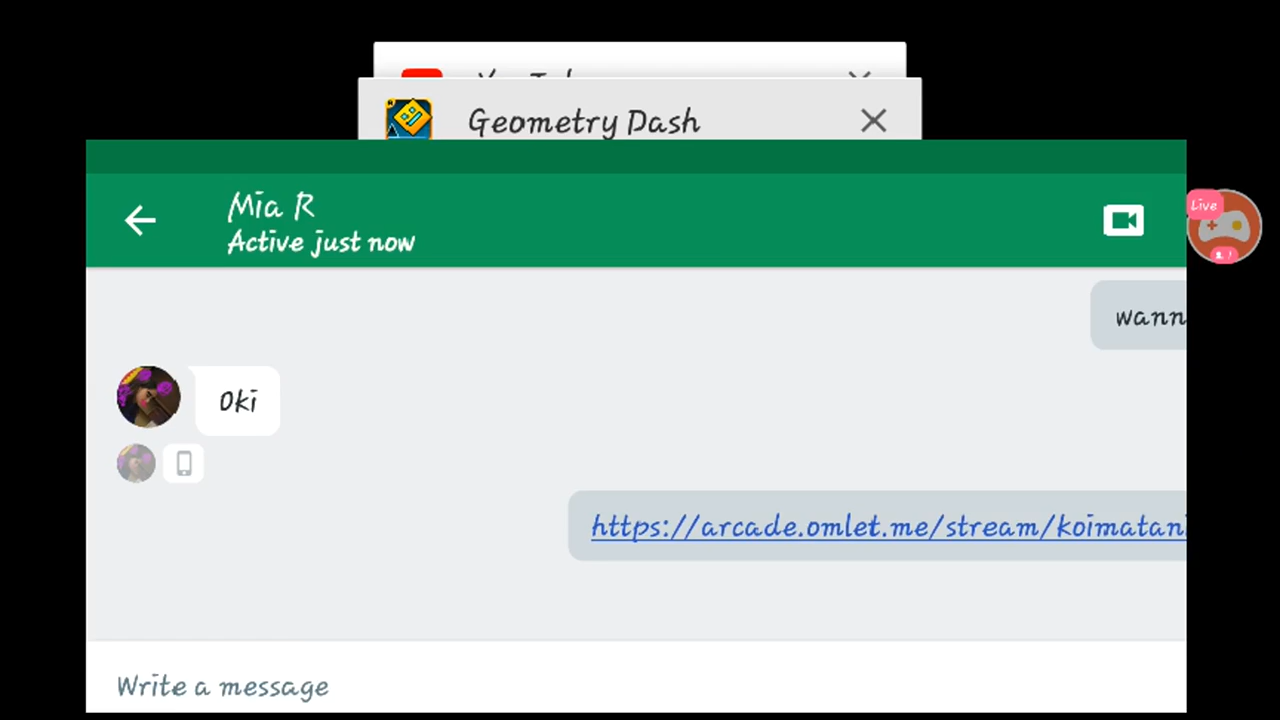 Geometry Dash
Mia R
Active just now
Live
wann
Oki
https://arcade.omlet.me/stream/koimatan
Write a message